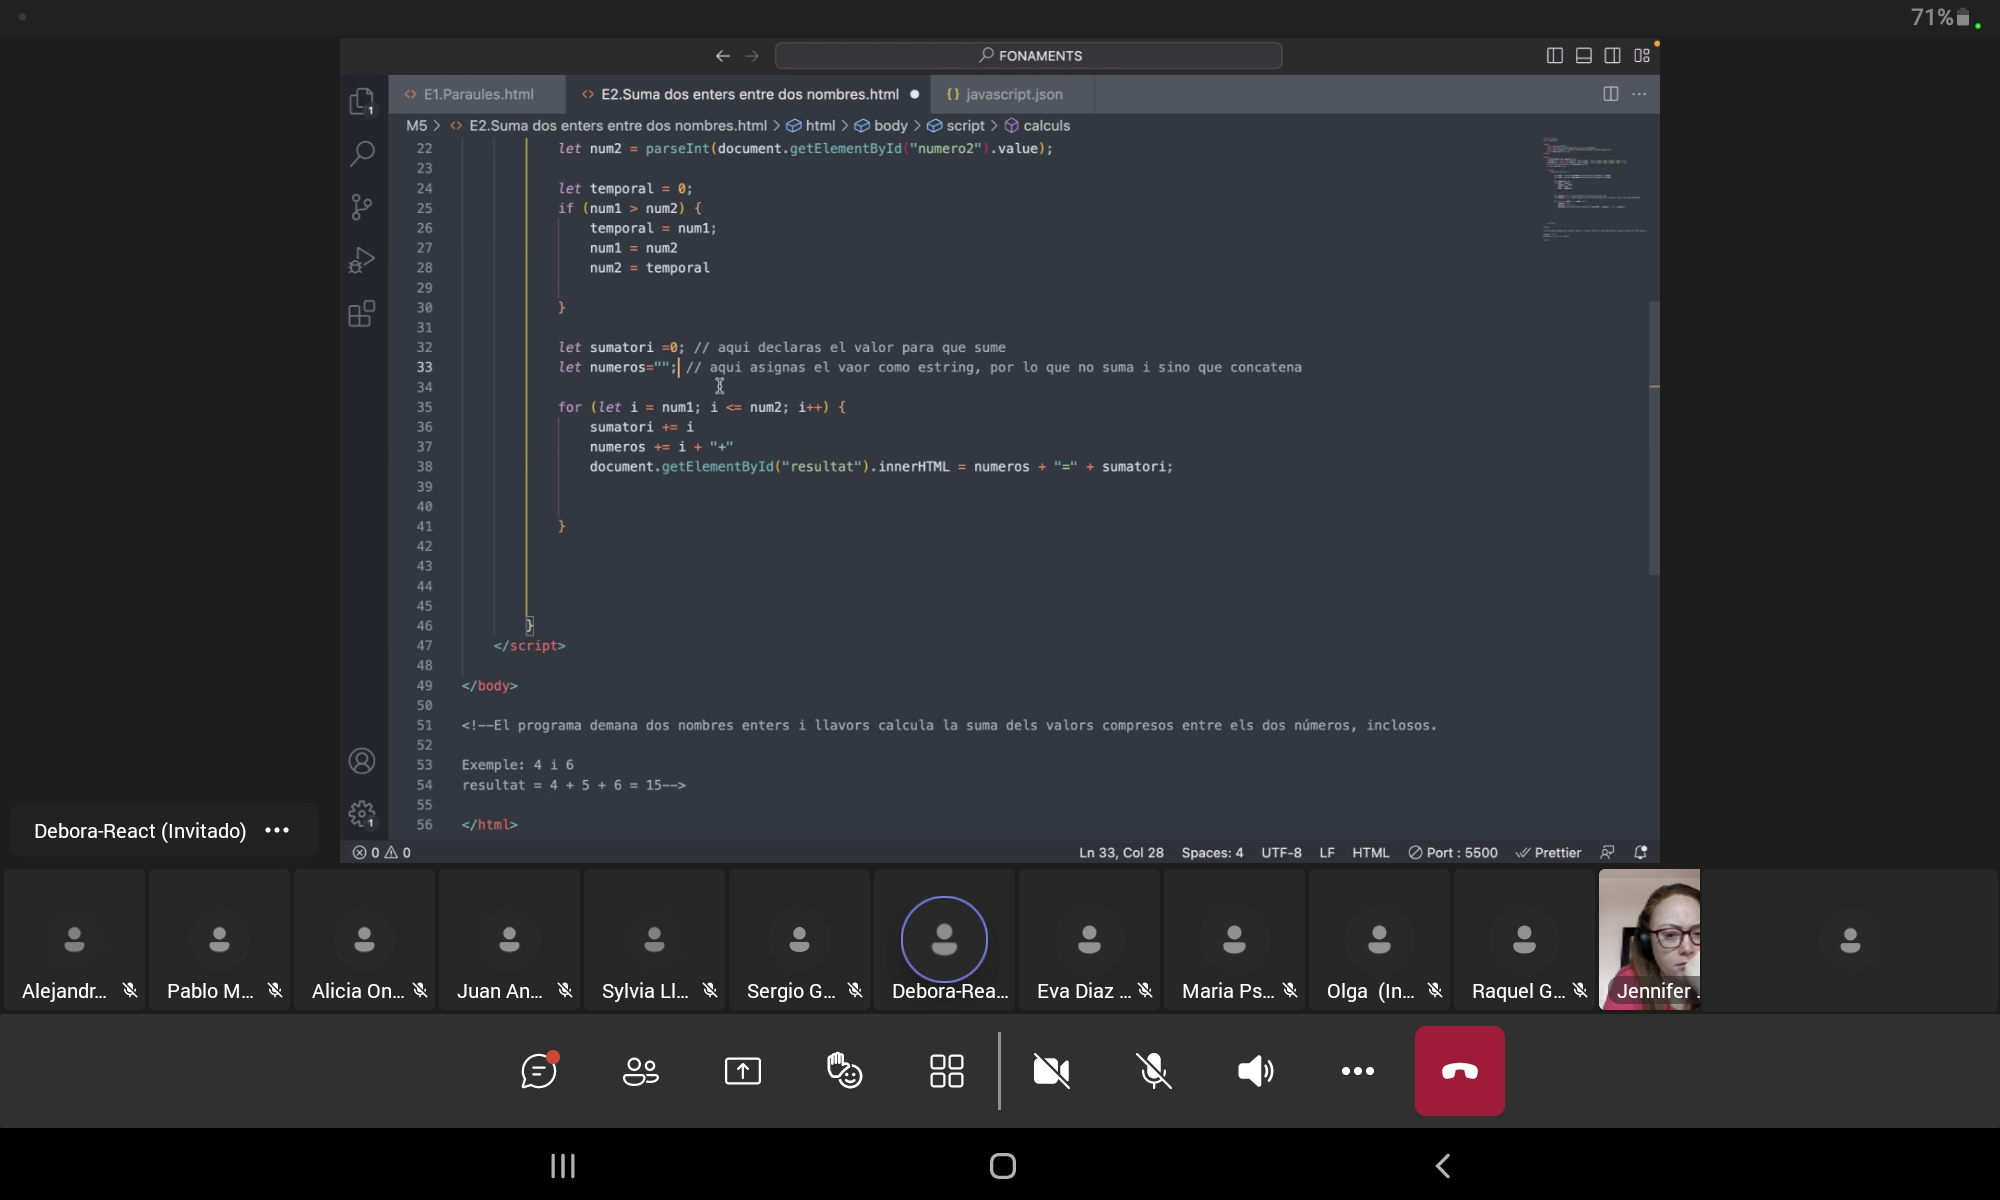 71%
FONAMENTS
E1.Paraules.html
E2.Suma dos enters entre dos nombres.html
{} javascript.json
M5 > E2.Suma dos enters entre dos nombres.html > html > body > script > calculs
22 let num2 = parseInt(document.getElementById("numero2").value);
23
24 let temporal = 0;
25 if (num1 > num2) {
26 temporal = num1;
27 num1 = num2
28 num2 = temporal
29
30 }
31
32 let sumatori =0; // aqui declaras el valor para que sume
33 let numeros=""; // aqui asignas el vaor como estring, por lo que no suma i sino que concatena
34
35 for (let i = num1; i <= num2; i++) {
36 sumatori += i
37 numeros += i + "+"
38 document.getElementById("resultat").innerHTML = numeros + "=" + sumatori;
39
40
41 }
42
43
44
45
46 }
47 </script>
48
49 </body>
50
51 <!--El programa demana dos nombres enters i llavors calcula la suma dels valors compresos entre els dos números, inclosos.
52
53 Exemple: 4 i 6
54 resultat = 4 + 5 + 6 = 15-->
55
56 </html>
1
1
0 0
Ln 33, Col 28
Spaces: 4
UTF-8
LF
HTML
Port : 5500
Prettier
Debora-React (Invitado)
Alejandr...
Pablo M...
Alicia On...
Juan An...
Sylvia Ll...
Sergio G...
Debora-Rea...
Eva Diaz ...
Maria Ps...
Olga (In...
Raquel G...
Jennifer .